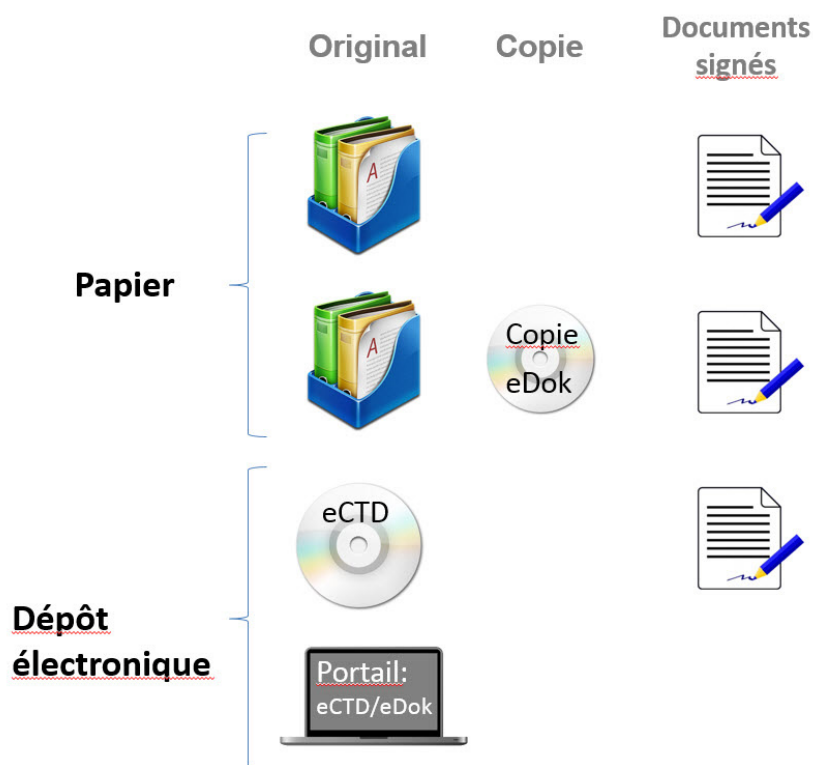 Original
Copie
Documents
signés
A
Papier
A
Copie
eDok
eCTD
Dépôt
électronique
Portail:
eCTD/eDok